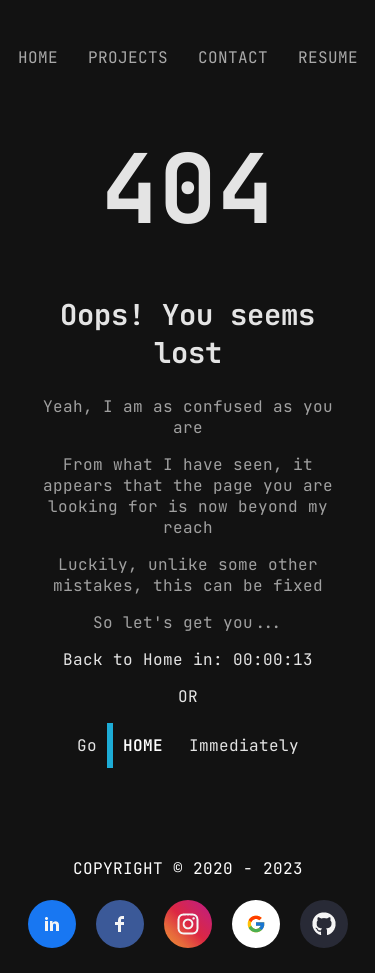 HOME PROJECTS CONTACT RESUME
404
Oops! You seems
lost
Yeah, I am as confused as you
are
From what I have seen, it
appears that the page you are
looking for is now beyond my
reach
Luckily, unlike some other
mistakes, this can be fixed
So let's get you...
Back to Home in: 00:00:13
OR
Go HOME Immediately
COPYRIGHT © 2020 - 2023